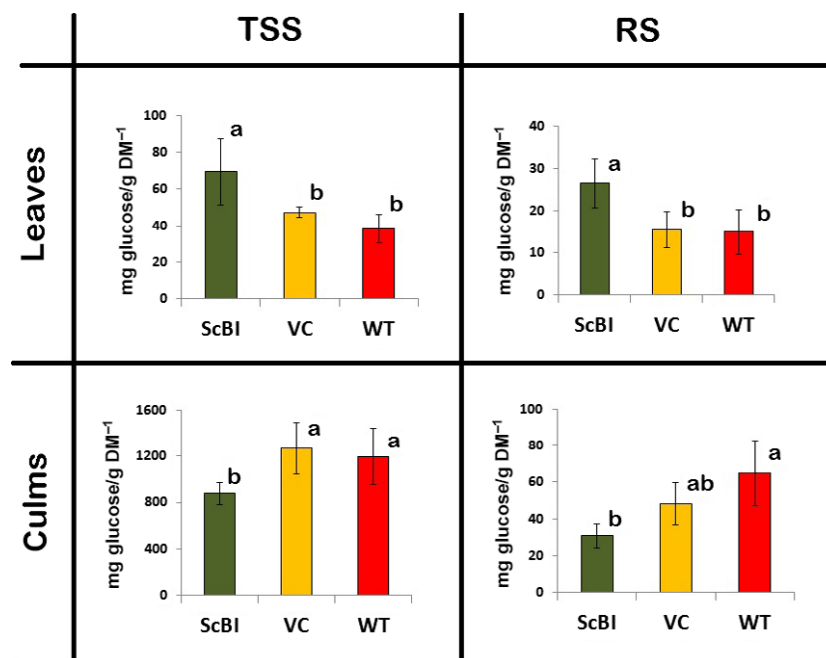 TSS
RS
Leaves
mg glucose/g DM⁻¹
100
80
60
40
20
0
a
b
b
ScBI VC WT
mg glucose/g DM⁻¹
40
30
20
10
0
a
b
b
ScBI VC WT
Culms
mg glucose/g DM⁻¹
1600
1200
800
400
0
b
a
a
ScBI VC WT
mg glucose/g DM⁻¹
100
80
60
40
20
0
b
ab
a
ScBI VC WT